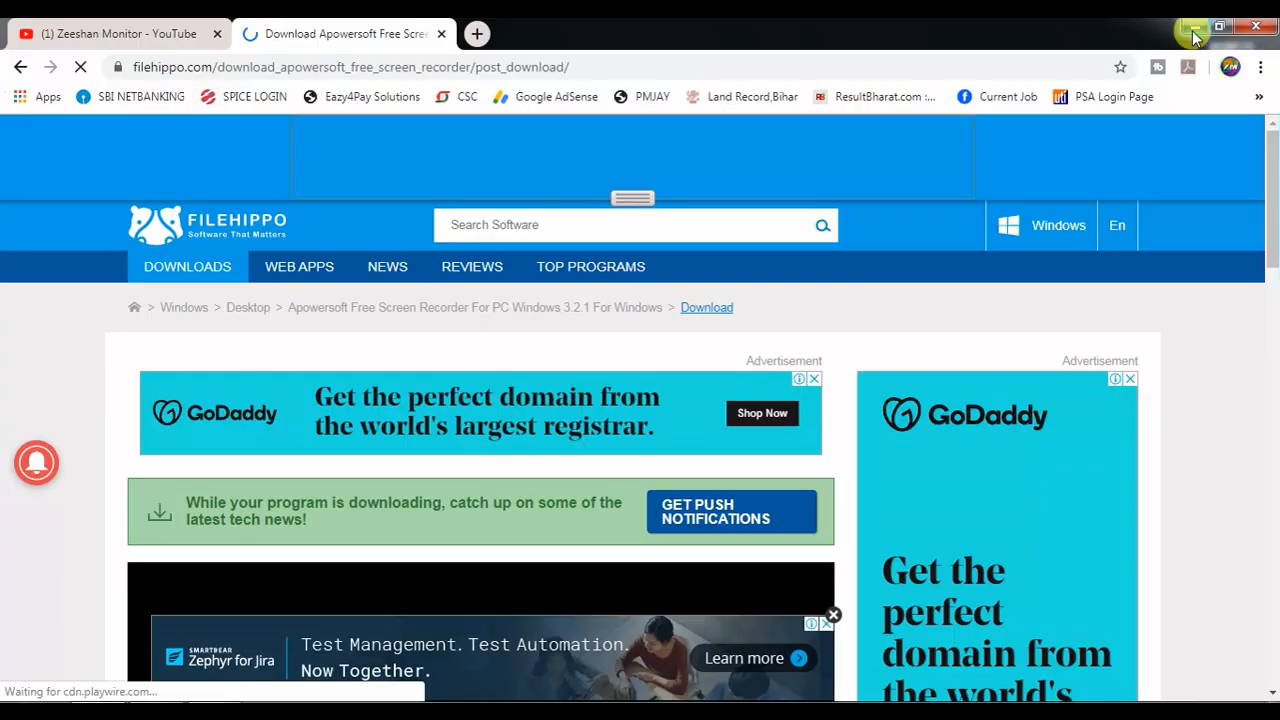 (1) Zeeshan Monitor - YouTube
Download Apowersoft Free Scre
filehippo.com/download_apowersoft_free_screen_recorder/post_download/
Apps SBI NETBANKING SPICE LOGIN Eazy4Pay Solutions CSC Google AdSense PMJAY Land Record,Bihar ResultBharat.com :... Current Job PSA Login Page »
FILEHIPPO
Software That Matters
Search Software
Windows
En
DOWNLOADS WEB APPS NEWS REVIEWS TOP PROGRAMS
> Windows > Desktop > Apowersoft Free Screen Recorder For PC Windows 3.2.1 For Windows > Download
Advertisement
Advertisement
GoDaddy
Get the perfect domain from
the world's largest registrar.
Shop Now
GoDaddy
While your program is downloading, catch up on some of the
latest tech news!
GET PUSH
NOTIFICATIONS
Get the
perfect
domain from
the world's
SMARTBEAR
Zephyr for Jira
Test Management. Test Automation.
Now Together.
Learn more
Waiting for cdn.playwire.com...